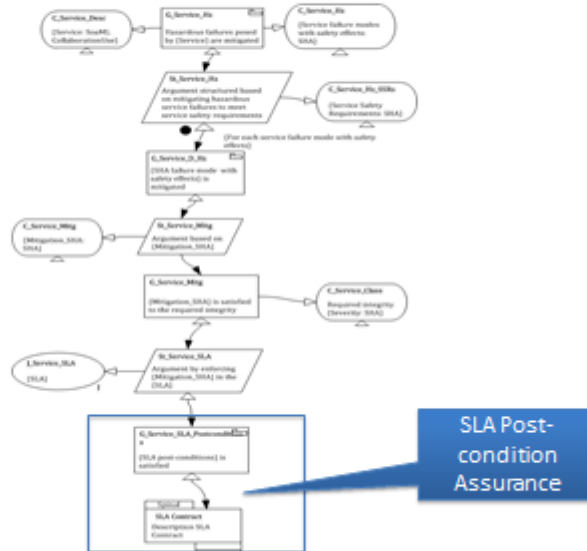 C_Service_Desc
{Service: SoaML
CollaborationUse}
G_Service_Hz
Hazardous failures posed
by {Service} are mitigated
C_Service_Hz
{Service failure modes
with safety effects:
SHA}
St_Service_Hz
Argument structured based
on mitigating hazardous
service failures to meet
service safety requirements
C_Service_Hz_SSRs
{Service Safety
Requirements: SHA}
{For each service failure mode with safety
effects}
G_Service_D_Hz
{SHA failure mode with
safety effects} is
mitigated
C_Service_Mitg
{Mitigation_SHA:
SHA}
St_Service_Mitg
Argument based on
{Mitigation_SHA}
G_Service_Mitg
{Mitigation_SHA} is satisfied
to the required integrity
C_Service_Class
Required integrity
{Severity: SHA}
J_Service_SLA
{SLA}
J
St_Service_SLA
Argument by enforcing
{Mitigation_SHA} in the
{SLA}
G_Service_SLA_Postcondition
s
{SLA post-conditions} is
satisfied
SLA Contract
Description SLA
Contract
SLA Post-
condition
Assurance